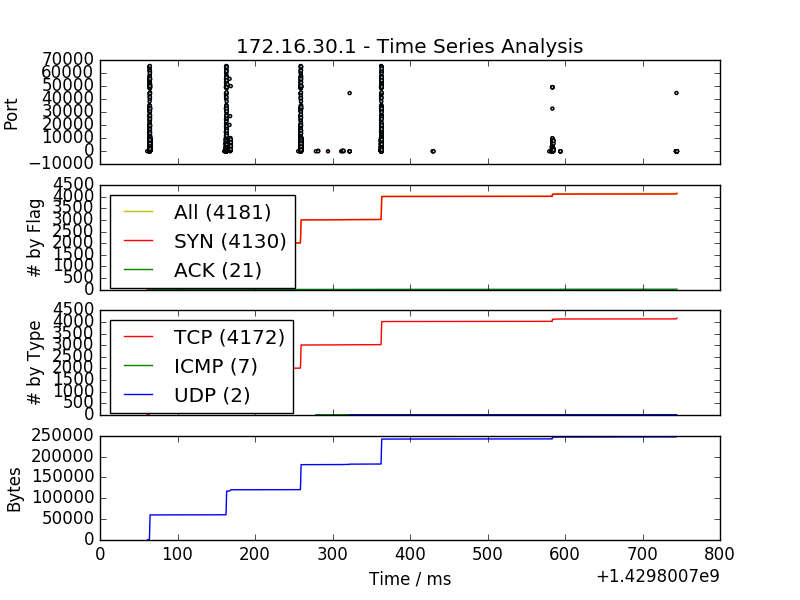 172.16.30.1 - Time Series Analysis
70000
60000
50000
40000
30000
20000
10000
0
−10000
Port
4500
4000
3500
3000
2500
2000
1500
1000
500
0
# by Flag
All (4181)
SYN (4130)
ACK (21)
4500
4000
3500
3000
2500
2000
1500
1000
500
0
# by Type
TCP (4172)
ICMP (7)
UDP (2)
250000
200000
150000
100000
50000
0
Bytes
0 100 200 300 400 500 600 700 800
Time / ms
+1.4298007e9